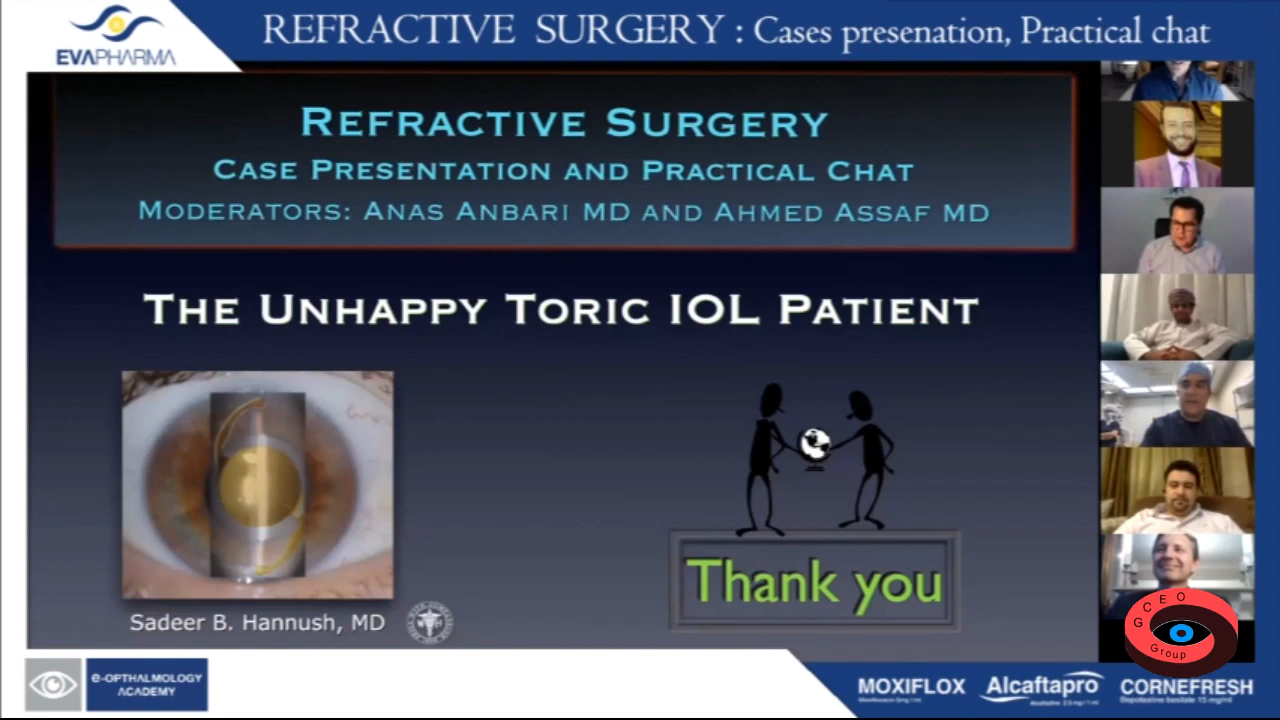 REFRACTIVE SURGERY : Cases presenation, Practical chat
EVAPHARMA
REFRACTIVE SURGERY
CASE PRESENTATION AND PRACTICAL CHAT
MODERATORS: ANAS ANBARI MD AND AHMED ASSAF MD
THE UNHAPPY TORIC IOL PATIENT
Thank you
Sadeer B. Hannush, MD
GCEO
Group
e-OPTHALMOLOGY
ACADEMY
MOXIFLOX
Alcaftapro
CORNEFRESH